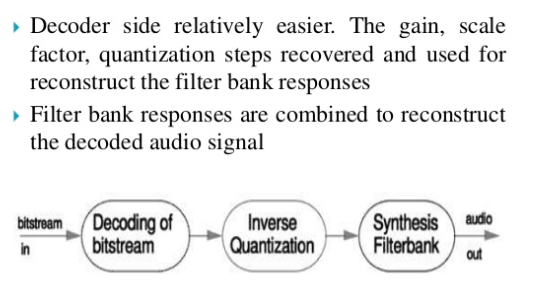 Decoder side relatively easier. The gain, scale
factor, quantization steps recovered and used for
reconstruct the filter bank responses
Filter bank responses are combined to reconstruct
the decoded audio signal
bitstream
in
Decoding of
bitstream
Inverse
Quantization
Synthesis
Filterbank
audio
out